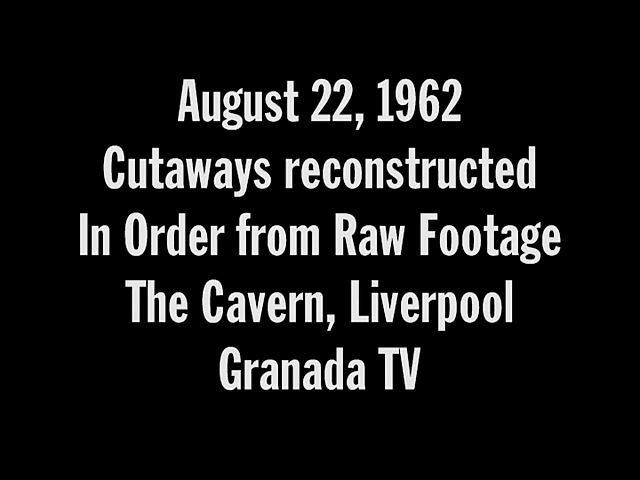 August 22, 1962
Cutaways reconstructed
In Order from Raw Footage
The Cavern, Liverpool
Granada TV